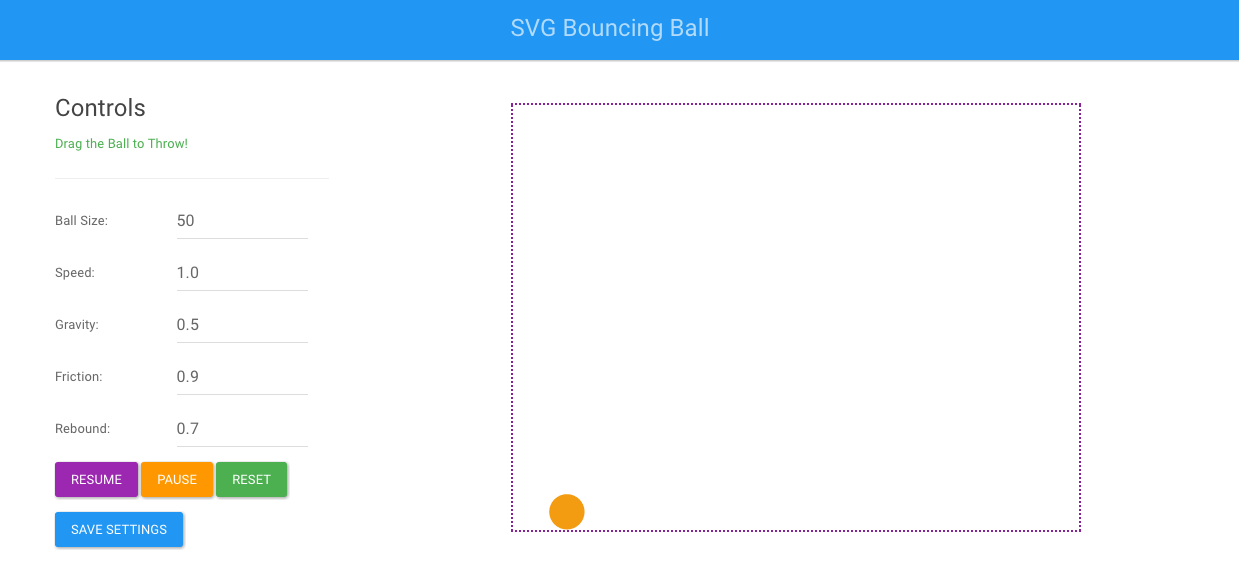 SVG Bouncing Ball
Controls
Drag the Ball to Throw!
Ball Size: 50
Speed: 1.0
Gravity: 0.5
Friction: 0.9
Rebound: 0.7
RESUME PAUSE RESET
SAVE SETTINGS